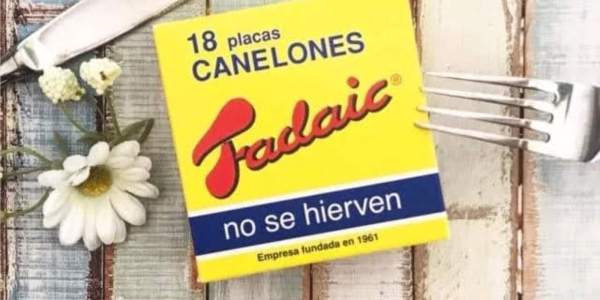 18 placas
CANELONES
Fadaic®
no se hierven
Empresa fundada en 1961